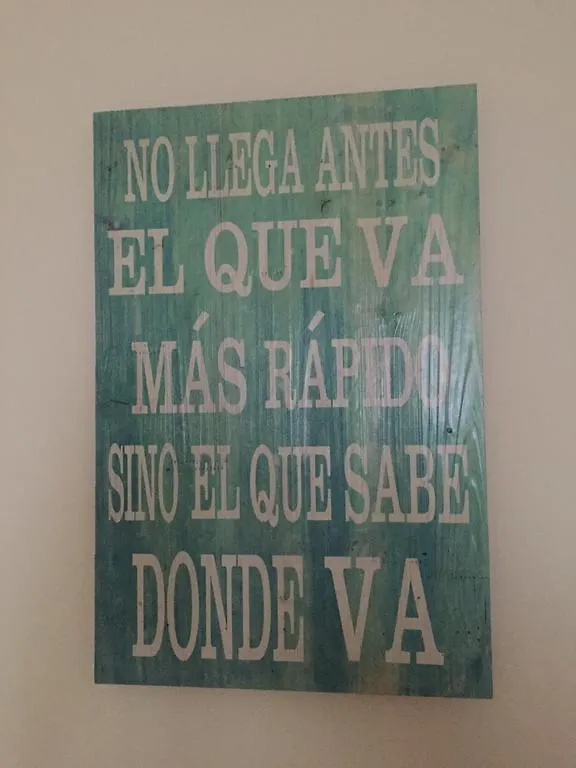 NO LLEGA ANTES
EL QUE VA
MÁS RÁPIDO
SINO EL QUE SABE
DONDE VA